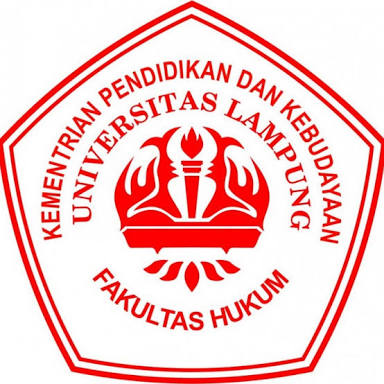 KEMENTRIAN PENDIDIKAN DAN KEBUDAYAAN
UNIVERSITAS LAMPUNG
FAKULTAS HUKUM